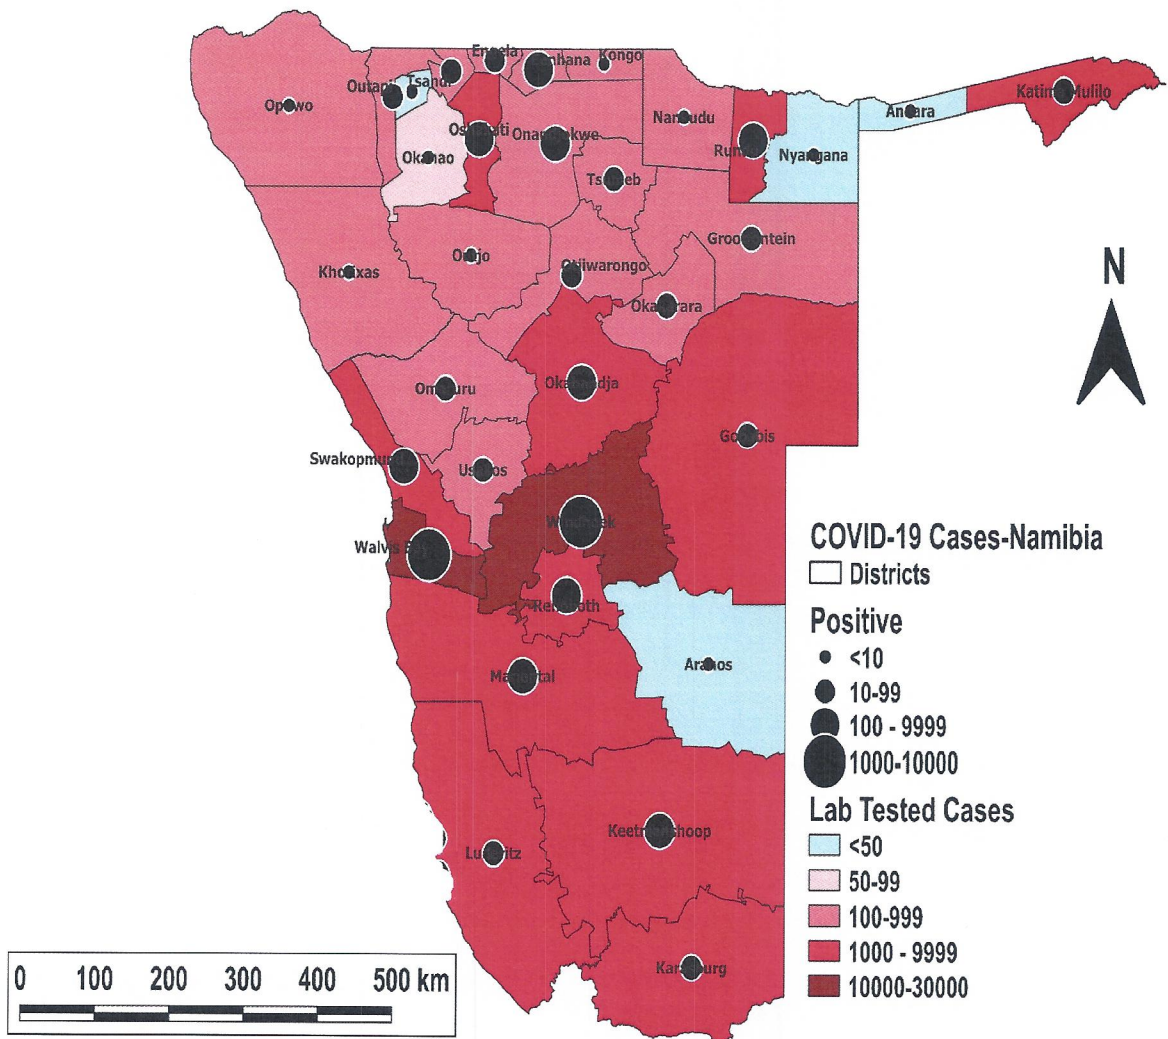 Engela
Kongo
Opuwo
Outapi
Tsandi
Katima Mulilo
Andara
Nankudu
Oshakati
Onandjokwe
Okahao
Rundu
Nyangana
Tsumeb
Grootfontein
Outjo
Otjiwarongo
Khorixas
Okakarara
N
Omaruru
Okahandja
Gobabis
Swakopmund
Usakos
Windhoek
Walvis Bay
Rehoboth
Aranos
Mariental
Keetmanshoop
Luderitz
Karasburg
COVID-19 Cases-Namibia
Districts
Positive
<10
10-99
100 - 9999
1000-10000
Lab Tested Cases
<50
50-99
100-999
1000 - 9999
10000-30000
0 100 200 300 400 500 km